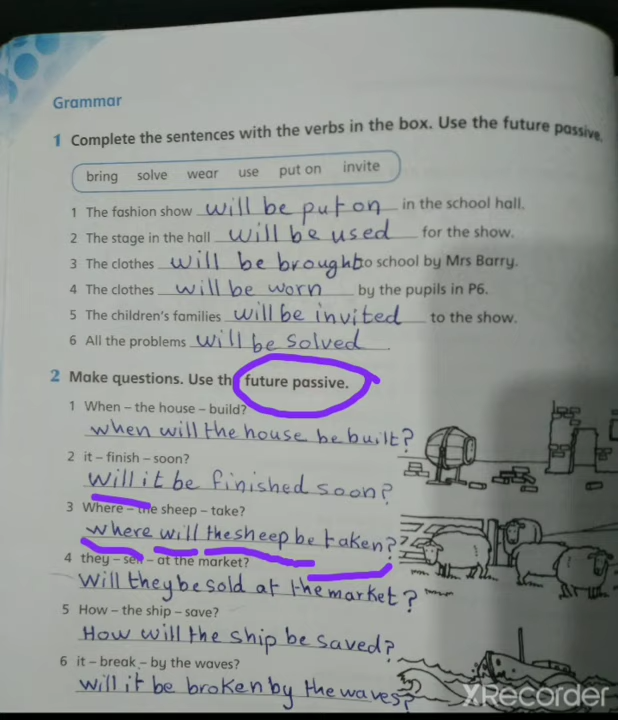 Grammar
1 Complete the sentences with the verbs in the box. Use the future passive.
bring solve wear use put on invite
1 The fashion show will be put on in the school hall.
2 The stage in the hall will be used for the show.
3 The clothes will be brought to school by Mrs Barry.
4 The clothes will be worn by the pupils in P6.
5 The children's families will be invited to the show.
6 All the problems will be solved
2 Make questions. Use th future passive.
1 When – the house – build?
when will the house be built?
2 it – finish – soon?
will it be finished soon?
3 Where – the sheep – take?
where will the sheep be taken?
4 they – sell – at the market?
Will they be sold at the market?
5 How – the ship – save?
How will the ship be saved?
6 it – break – by the waves?
will it be broken by the waves?
XRecorder